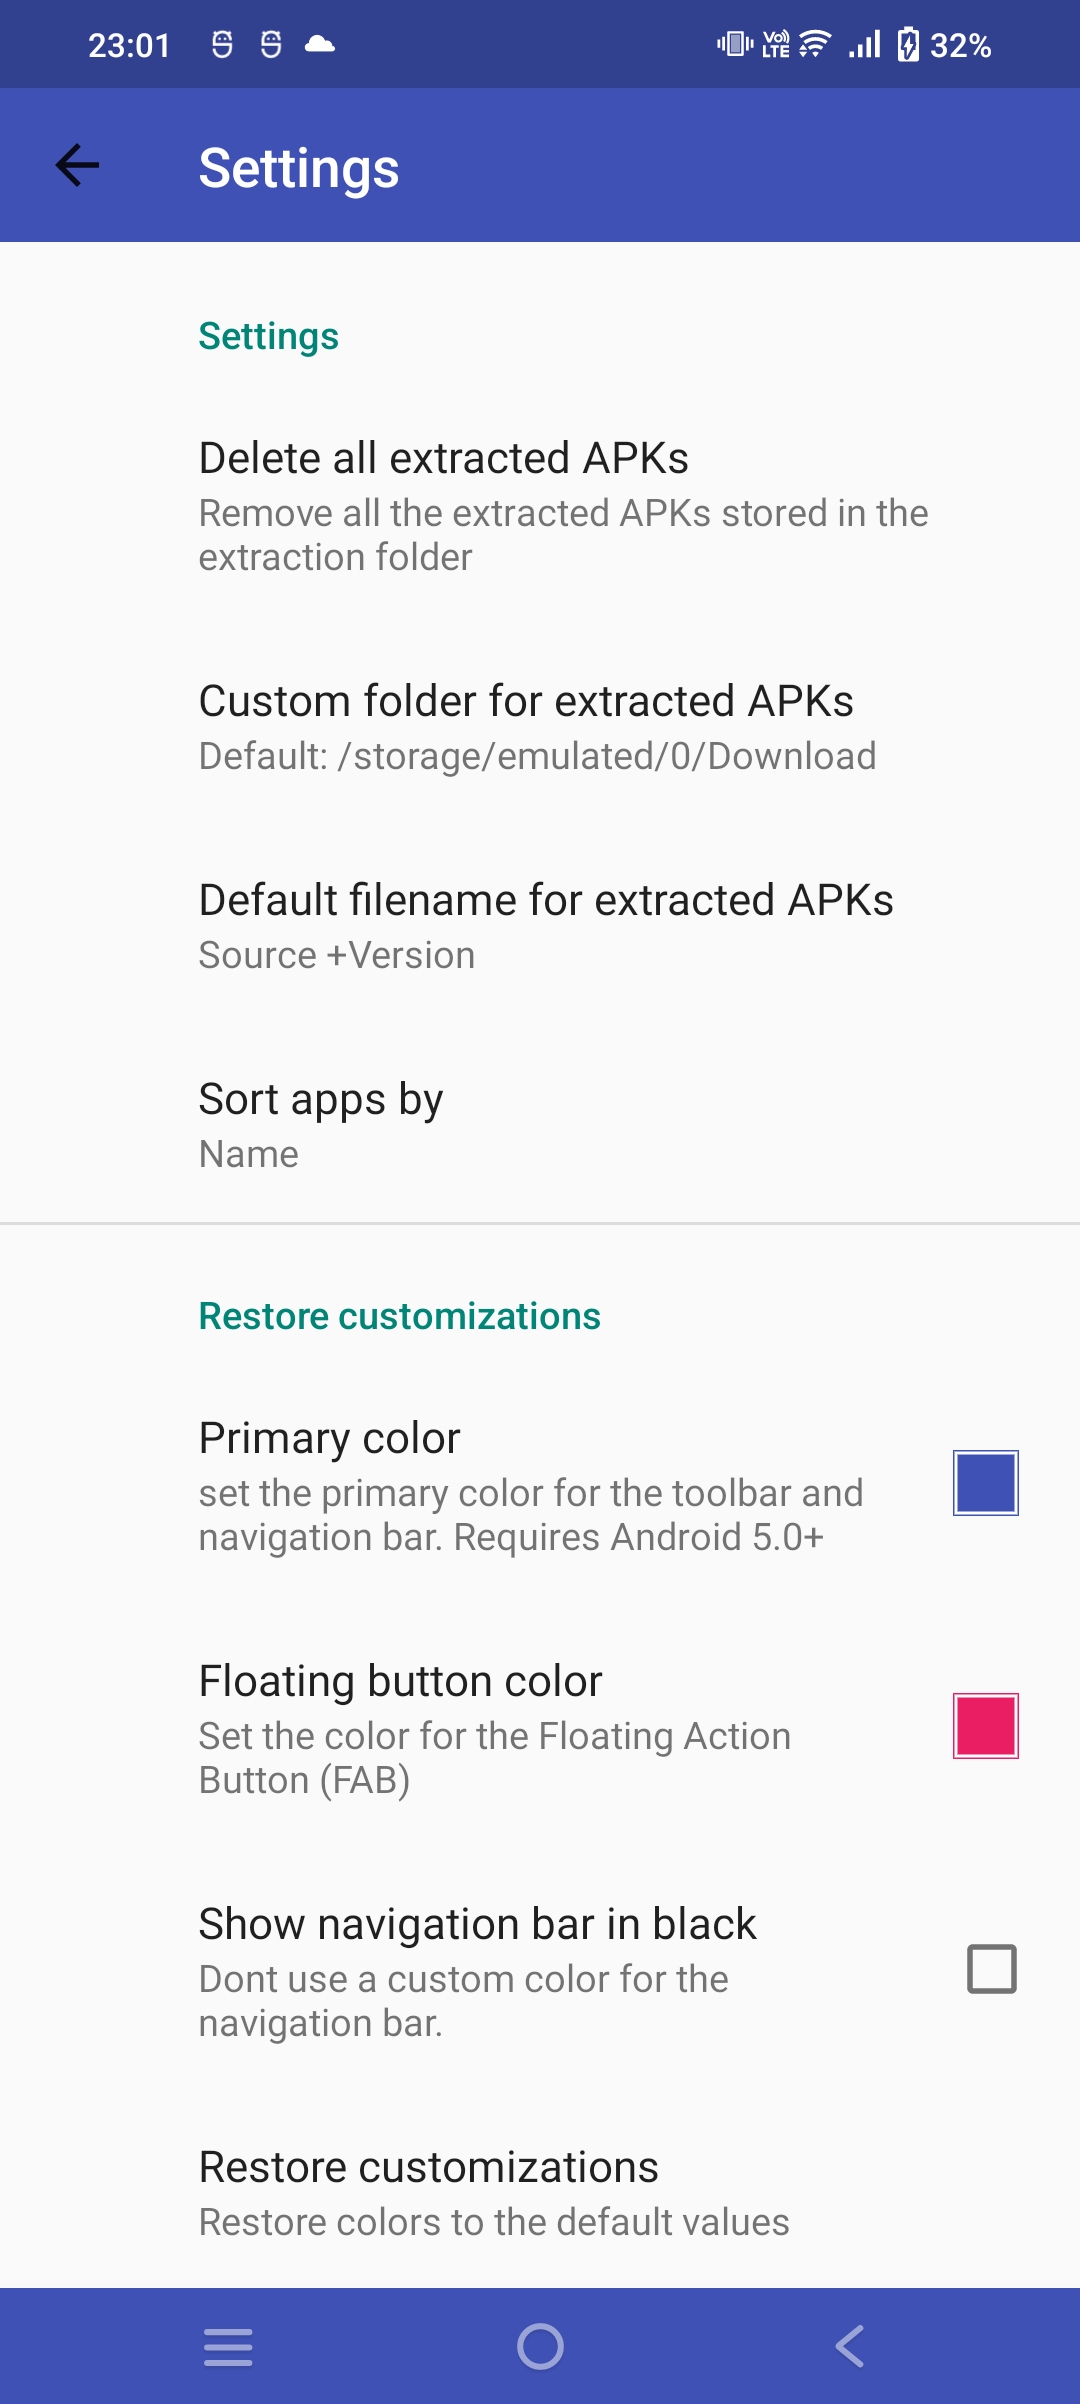 23:01
Vo)) LTE
32%
Settings
Settings
Delete all extracted APKs
Remove all the extracted APKs stored in the
extraction folder
Custom folder for extracted APKs
Default: /storage/emulated/0/Download
Default filename for extracted APKs
Source +Version
Sort apps by
Name
Restore customizations
Primary color
set the primary color for the toolbar and
navigation bar. Requires Android 5.0+
Floating button color
Set the color for the Floating Action
Button (FAB)
Show navigation bar in black
Dont use a custom color for the
navigation bar.
Restore customizations
Restore colors to the default values